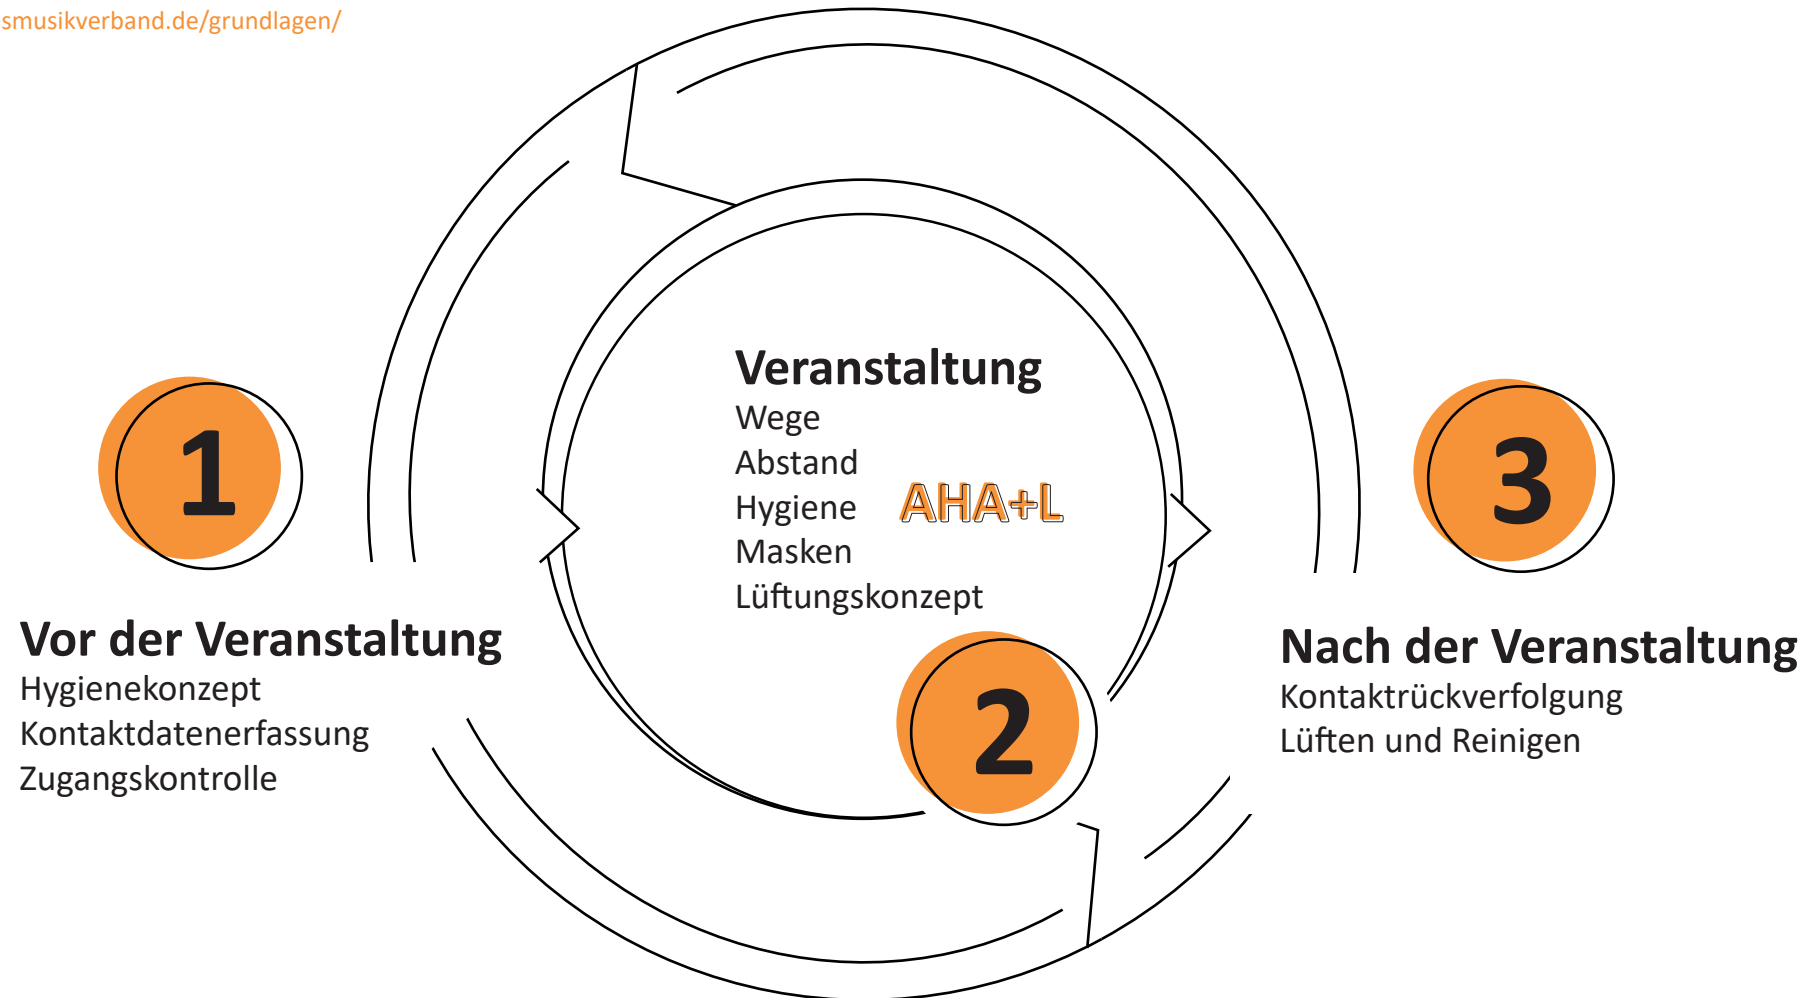 smusikverband.de/grundlagen/
1
Vor der Veranstaltung
Hygienekonzept
Kontaktdatenerfassung
Zugangskontrolle
Veranstaltung
Wege
Abstand
Hygiene
AHA+L
Masken
Lüftungskonzept
2
3
Nach der Veranstaltung
Kontaktrückverfolgung
Lüften und Reinigen